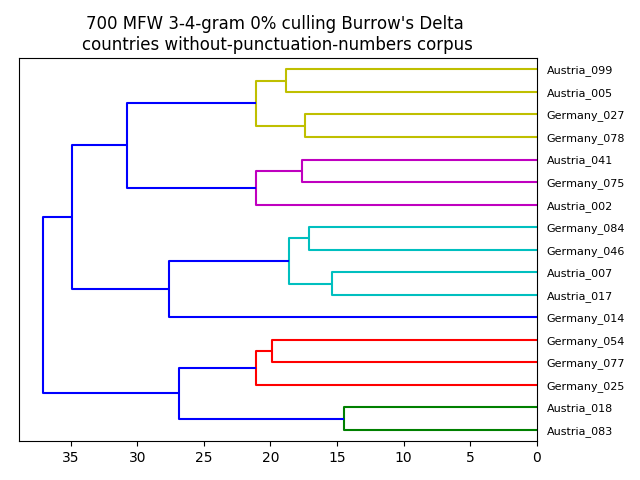 700 MFW 3-4-gram 0% culling Burrow's Delta
countries without-punctuation-numbers corpus
Austria_099
Austria_005
Germany_027
Germany_078
Austria_041
Germany_075
Austria_002
Germany_084
Germany_046
Austria_007
Austria_017
Germany_014
Germany_054
Germany_077
Germany_025
Austria_018
Austria_083
35 30 25 20 15 10 5 0